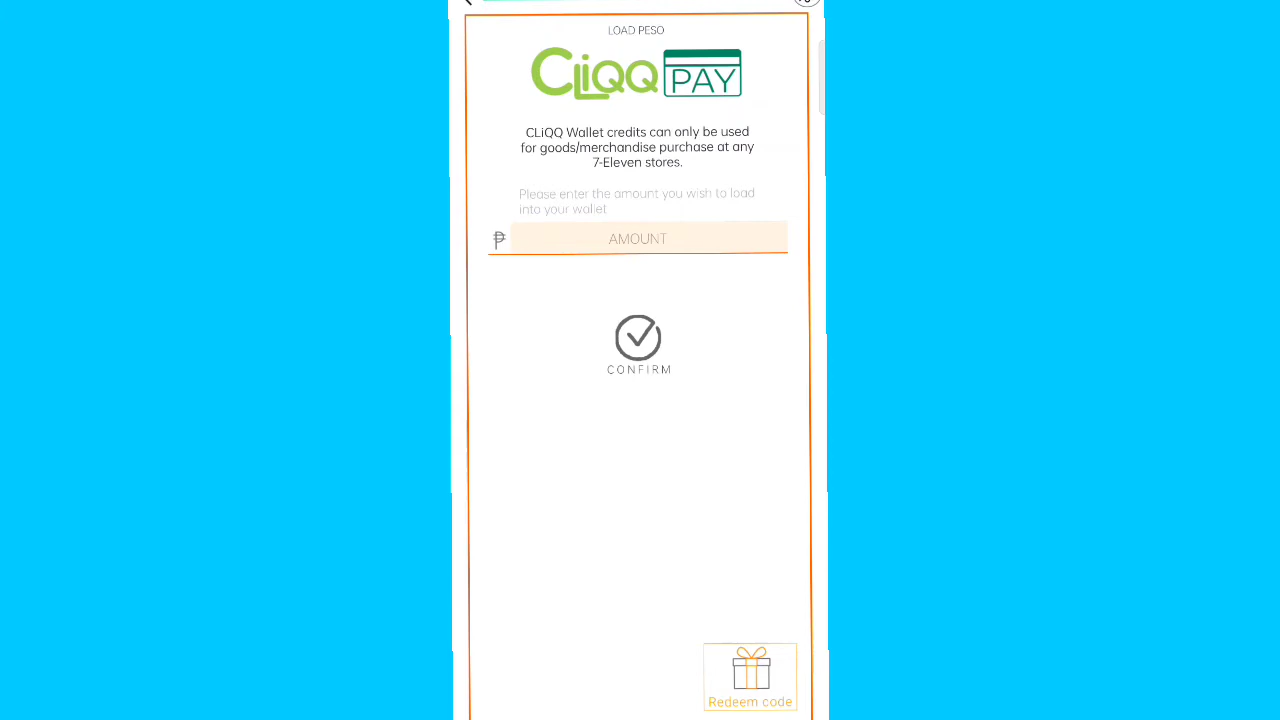 LOAD PESO
CLiQQ PAY
CLiQQ Wallet credits can only be used
for goods/merchandise purchase at any
7-Eleven stores.
Please enter the amount you wish to load
into your wallet
₱ AMOUNT
CONFIRM
Redeem code